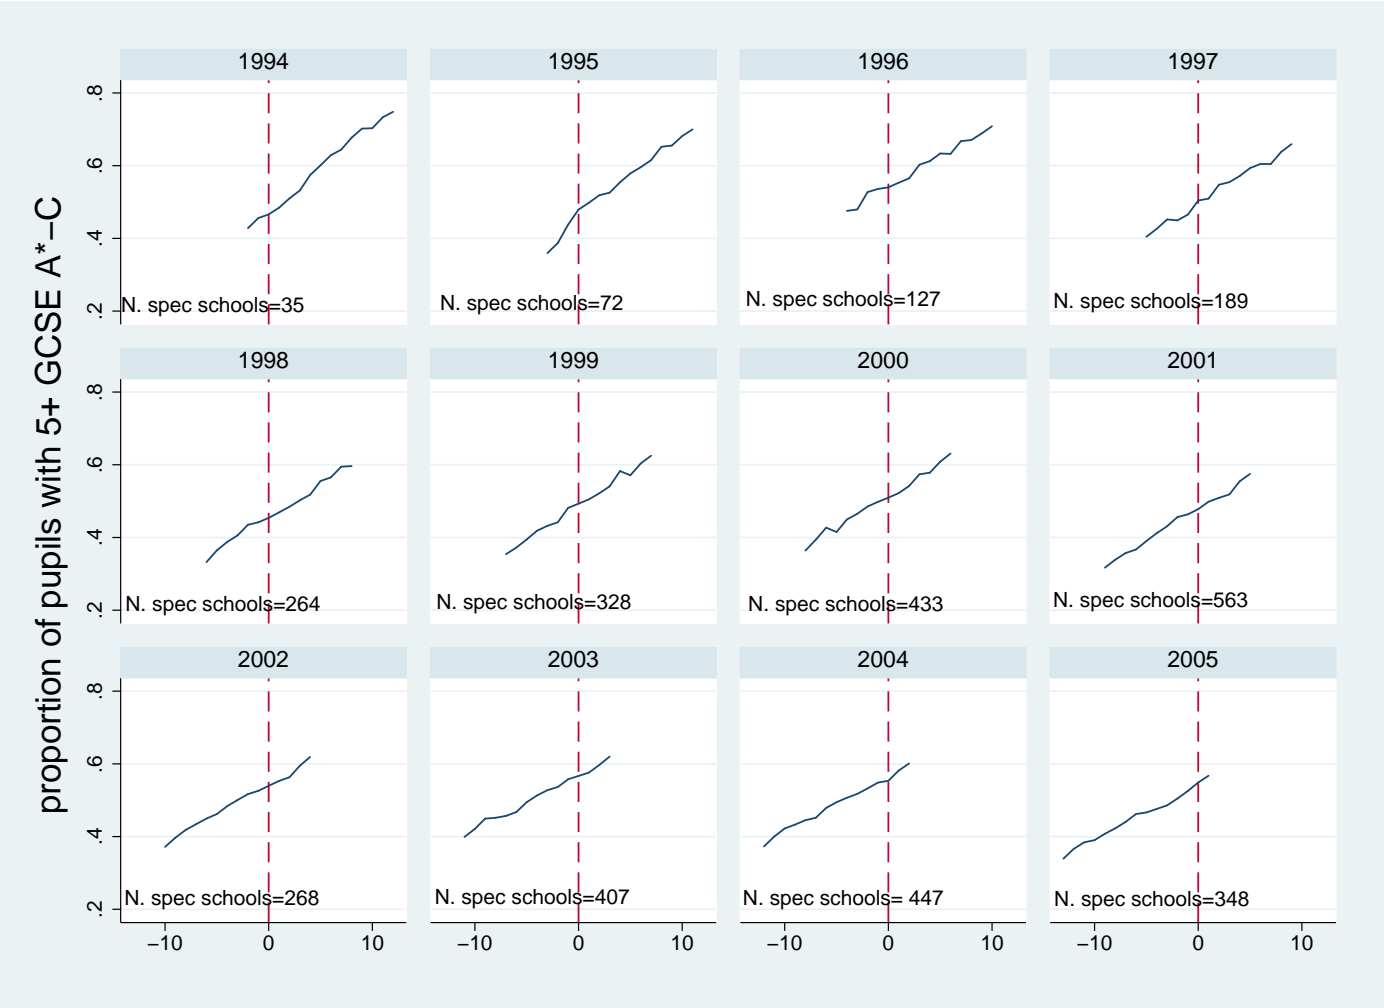 proportion of pupils with 5+ GCSE A*–C
1994 1995 1996 1997
.8
.6
.4
.2
N. spec schools=35 N. spec schools=72 N. spec schools=127 N. spec schools=189
1998 1999 2000 2001
.8
.6
.4
.2
N. spec schools=264 N. spec schools=328 N. spec schools=433 N. spec schools=563
2002 2003 2004 2005
.8
.6
.4
.2
N. spec schools=268 N. spec schools=407 N. spec schools= 447 N. spec schools=348
−10 0 10 −10 0 10 −10 0 10 −10 0 10